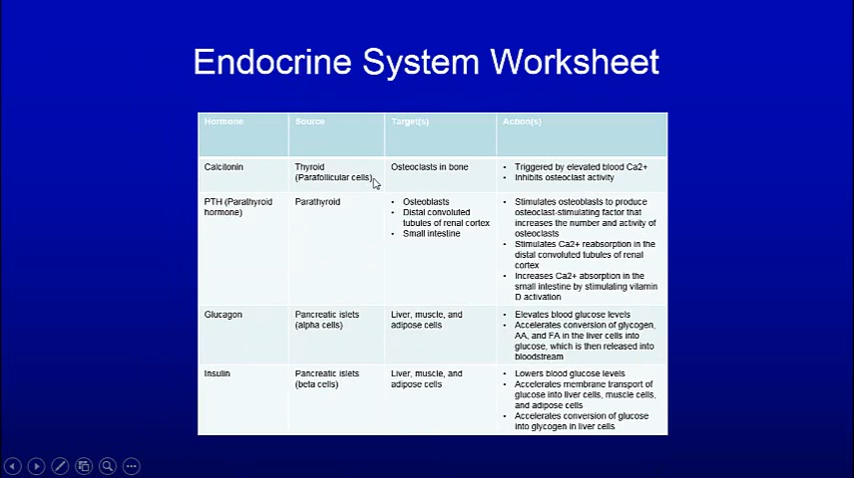 Endocrine System Worksheet
Hormone
Source
Target(s)
Action(s)
Calcitonin
Thyroid
(Parafollicular cells)
Osteoclasts in bone
• Triggered by elevated blood Ca2+
• Inhibits osteoclast activity
PTH (Parathyroid
hormone)
Parathyroid
• Osteoblasts
• Distal convoluted
tubules of renal cortex
• Small intestine
• Stimulates osteoblasts to produce
osteoclast-stimulating factor that
increases the number and activity of
osteoclasts
• Stimulates Ca2+ reabsorption in the
distal convoluted tubules of renal
cortex
• Increases Ca2+ absorption in the
small intestine by stimulating vitamin
D activation
Glucagon
Pancreatic islets
(alpha cells)
Liver, muscle, and
adipose cells
• Elevates blood glucose levels
• Accelerates conversion of glycogen,
AA, and FA in the liver cells into
glucose, which is then released into
bloodstream
Insulin
Pancreatic islets
(beta cells)
Liver, muscle, and
adipose cells
• Lowers blood glucose levels
• Accelerates membrane transport of
glucose into liver cells, muscle cells,
and adipose cells
• Accelerates conversion of glucose
into glycogen in liver cells